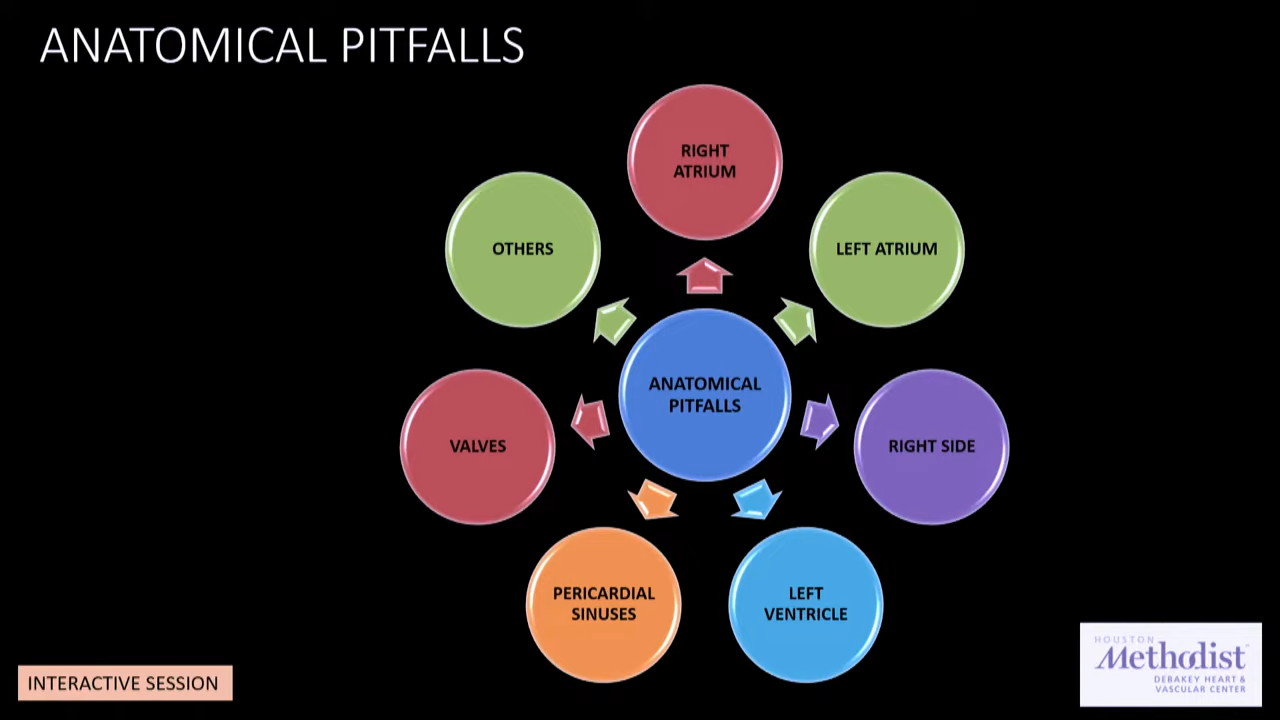 ANATOMICAL PITFALLS
RIGHT
ATRIUM
OTHERS
LEFT ATRIUM
ANATOMICAL
PITFALLS
VALVES
RIGHT SIDE
PERICARDIAL
SINUSES
LEFT
VENTRICLE
INTERACTIVE SESSION
HOUSTON
Methodist
DEBAKEY HEART &
VASCULAR CENTER